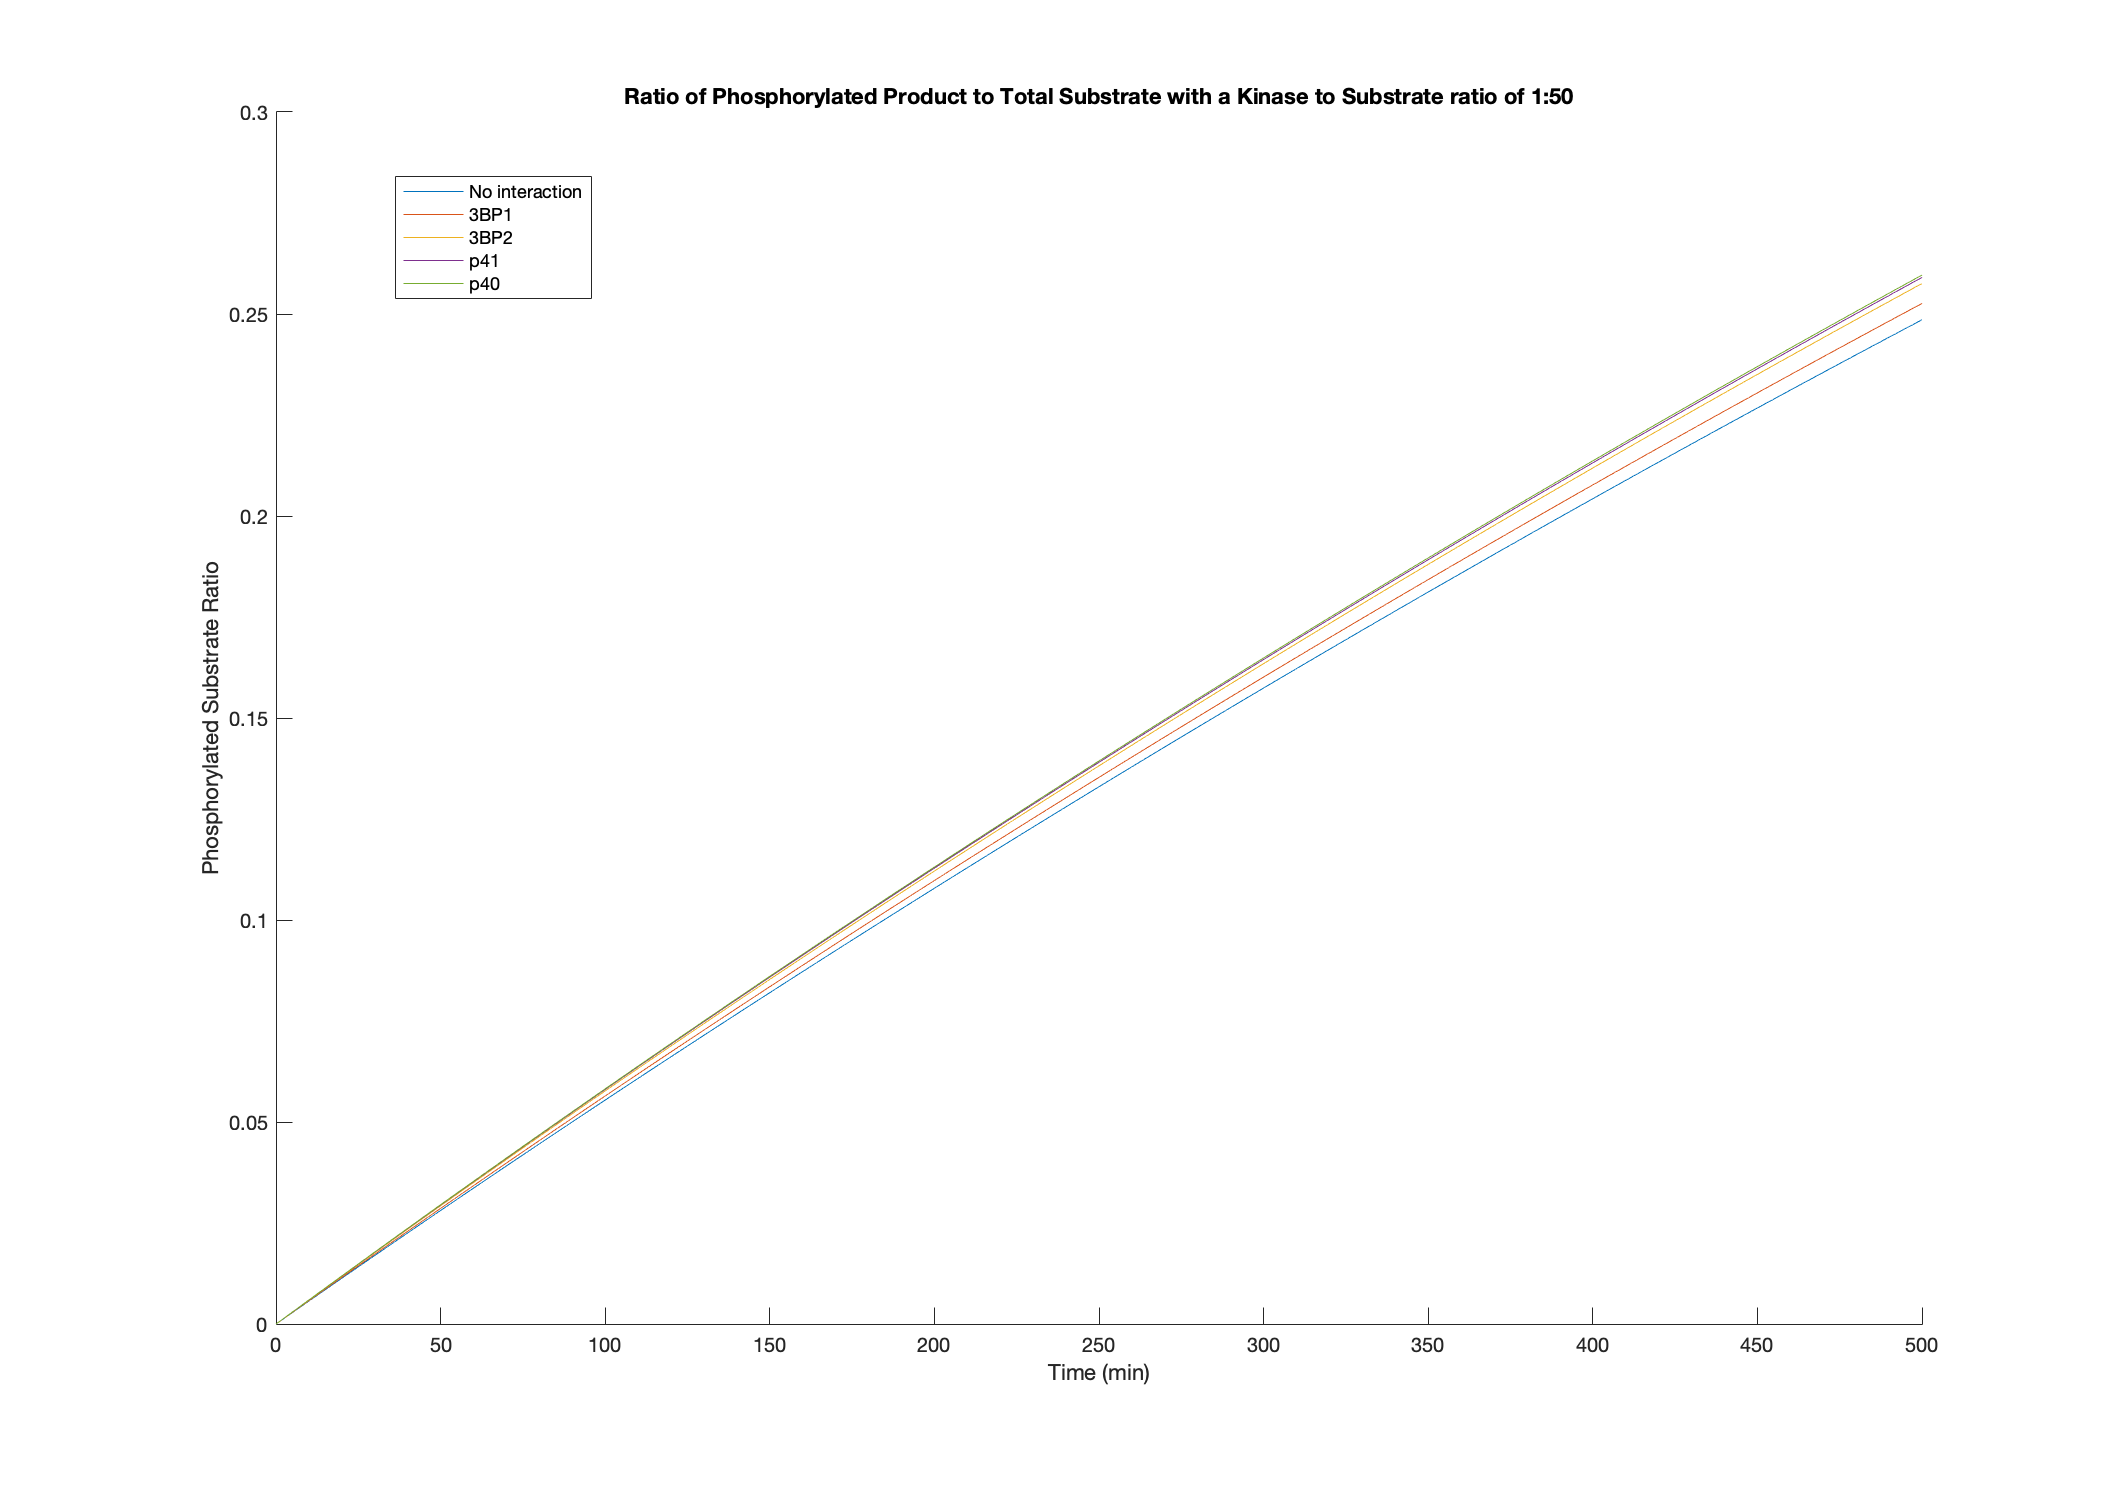 Ratio of Phosphorylated Product to Total Substrate with a Kinase to Substrate ratio of 1:50
0.3
No interaction
3BP1
3BP2
p41
p40
0.25
0.2
0.15
0.1
0.05
0
Phosphorylated Substrate Ratio
0 50 100 150 200 250 300 350 400 450 500
Time (min)